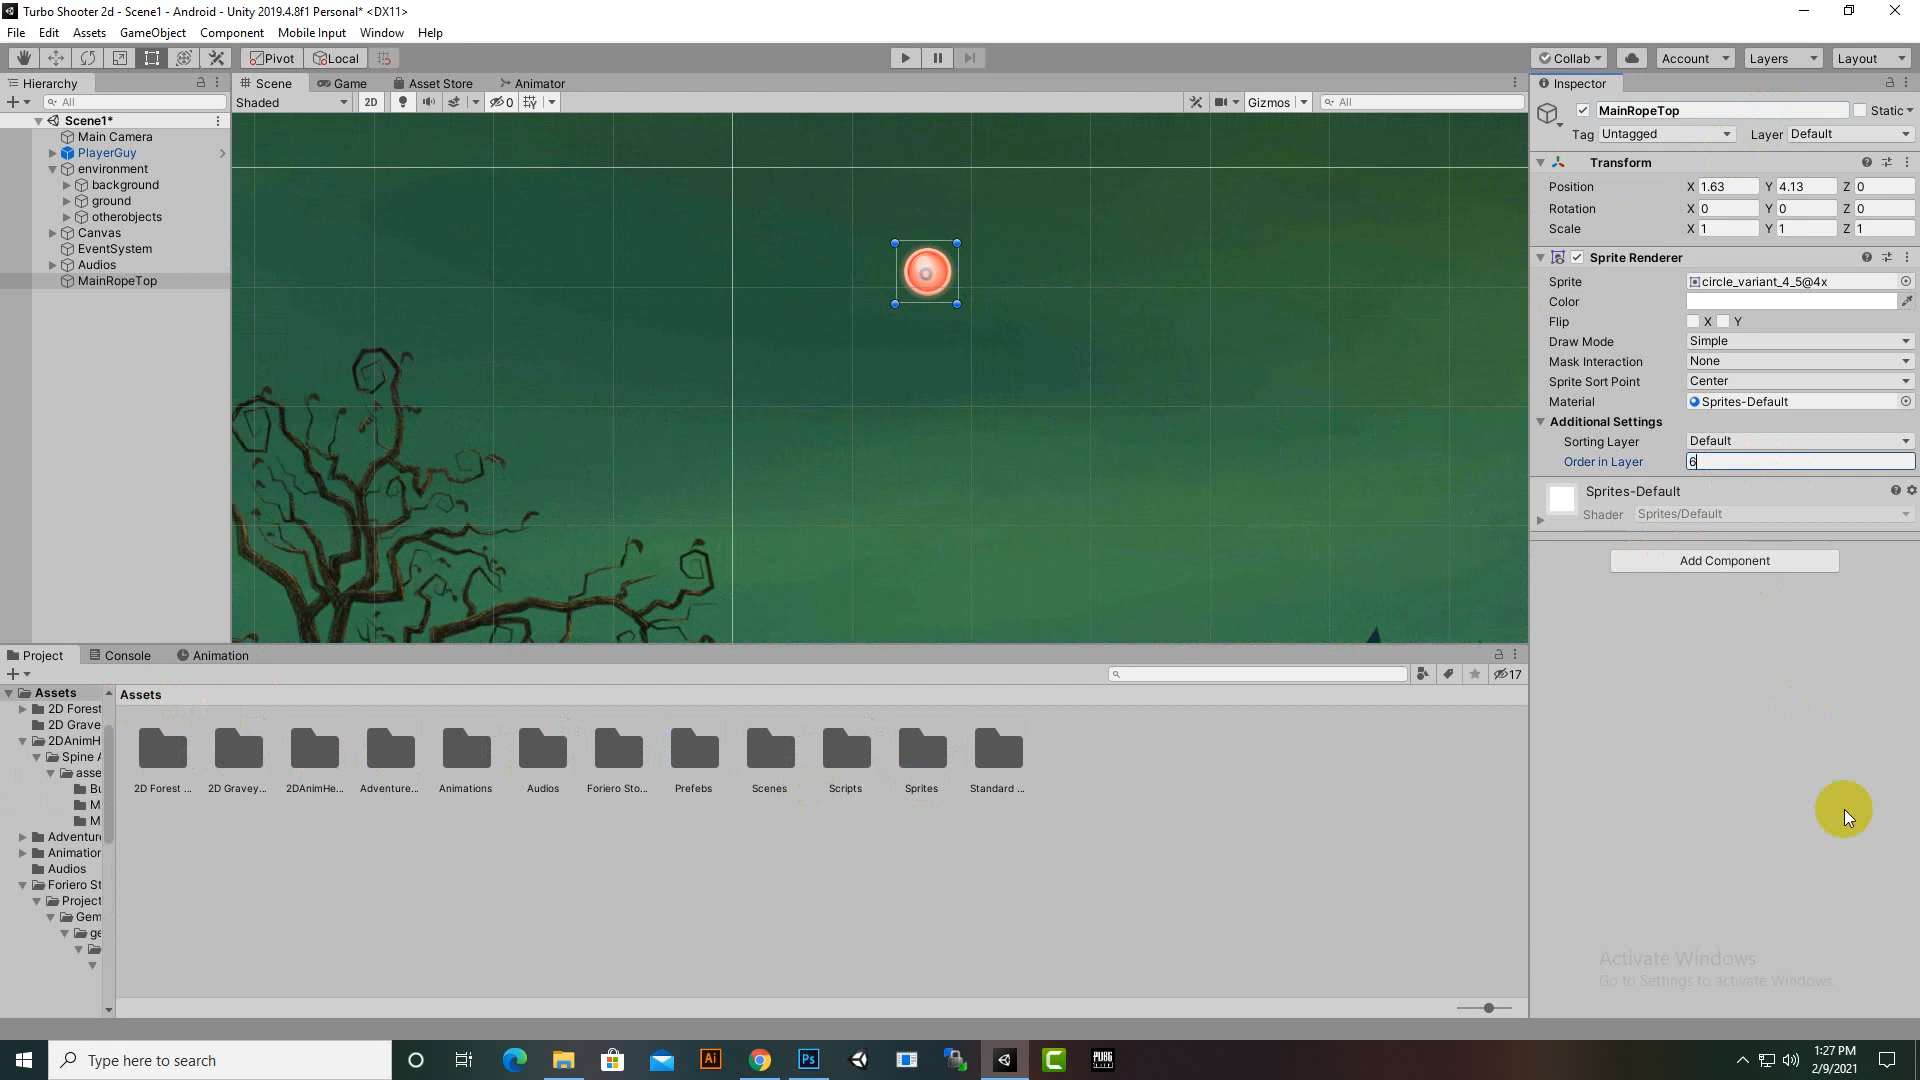 Turbo Shooter 2d - Scene1 - Android - Unity 2019.4.8f1 Personal* <DX11>
File Edit Assets GameObject Component Mobile Input Window Help
Pivot Local Collab Account Layers Layout
Hierarchy Scene Game Asset Store Animator Inspector
All Shaded 2D 0 Gizmos All
MainRopeTop Static
Tag Untagged Layer Default
Scene1*
Main Camera
PlayerGuy
environment
background
ground
otherobjects
Canvas
EventSystem
Audios
MainRopeTop
Transform
Position X 1.63 Y 4.13 Z 0
Rotation X 0 Y 0 Z 0
Scale X 1 Y 1 Z 1
Sprite Renderer
Sprite circle_variant_4_5@4x
Color
Flip X Y
Draw Mode Simple
Mask Interaction None
Sprite Sort Point Center
Material Sprites-Default
Additional Settings
Sorting Layer Default
Order in Layer 6
Sprites-Default
Shader Sprites/Default
Add Component
Project Console Animation
17
Assets
2D Forest
2D Grave
2DAnimH
Spine A
asse
Bu
M
M
Adventure
Animation
Audios
Foriero St
Project
Gem
ge
Assets
2D Forest ... 2D Gravey... 2DAnimHe... Adventure... Animations Audios Foriero Sto... Prefebs Scenes Scripts Sprites Standard ...
Activate Windows
Go to Settings to activate Windows.
Type here to search
Ai
Ps
PUBG
1:27 PM
2/9/2021